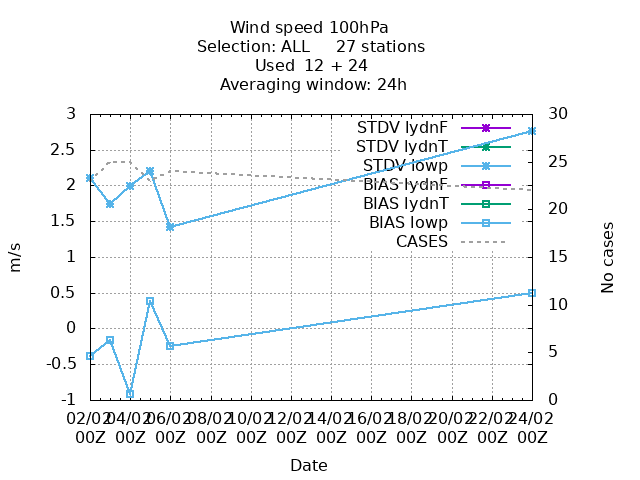 Wind speed 100hPa
Selection: ALL     27 stations
Used  12 + 24
Averaging window: 24h
3
2.5
2
1.5
1
0.5
0
-0.5
-1
m/s
30
25
20
15
10
5
0
No cases
STDV lydnF
STDV lydnT
STDV lowp
BIAS lydnF
BIAS lydnT
BIAS lowp
CASES
02/02 04/02 06/02 08/02 10/02 12/02 14/02 16/02 18/02 20/02 22/02 24/02
00Z 00Z 00Z 00Z 00Z 00Z 00Z 00Z 00Z 00Z 00Z 00Z
Date